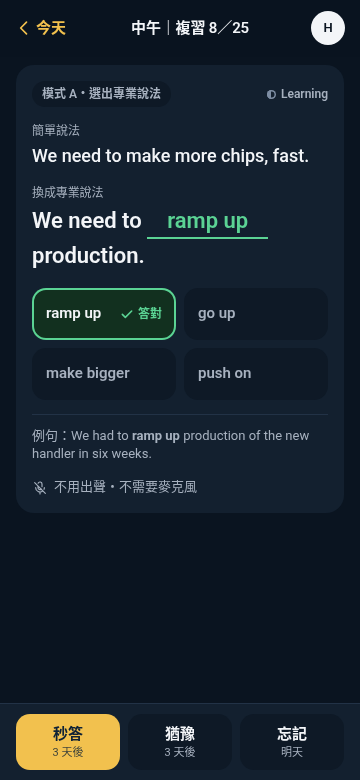 今天
中午｜複習 8／25
H
模式 A・選出專業說法
Learning
簡單說法
We need to make more chips, fast.
換成專業說法
We need to ramp up
production.
ramp up 答對
go up
make bigger
push on
例句：We had to ramp up production of the new
handler in six weeks.
不用出聲・不需要麥克風
秒答
3 天後
猶豫
3 天後
忘記
明天